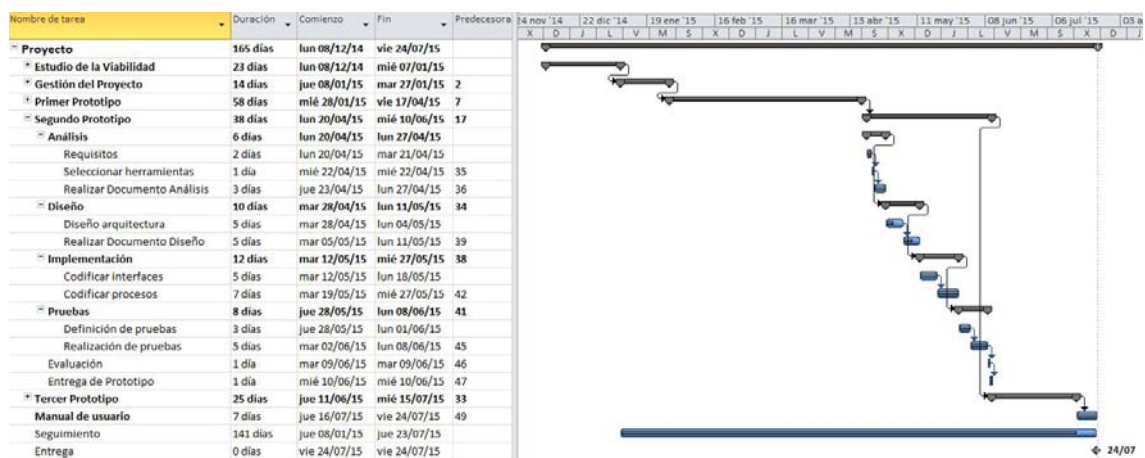 Nombre de tarea Duración Comienzo Fin Predecesora 24 nov '14 22 dic '14 19 ene '15 16 feb '15 16 mar '15 13 abr '15 11 may '15 08 jun '15 06 jul '15 03 a
X D J L V M S X D J L V M S X D J L V M S X D J
Proyecto 165 días lun 08/12/14 vie 24/07/15
Estudio de la Viabilidad 23 días lun 08/12/14 mié 07/01/15
Gestión del Proyecto 14 días jue 08/01/15 mar 27/01/15 2
Primer Prototipo 58 días mié 28/01/15 vie 17/04/15 7
Segundo Prototipo 38 días lun 20/04/15 mié 10/06/15 17
Análisis 6 días lun 20/04/15 lun 27/04/15
Requisitos 2 días lun 20/04/15 mar 21/04/15
Seleccionar herramientas 1 día mié 22/04/15 mié 22/04/15 35
Realizar Documento Análisis 3 días jue 23/04/15 lun 27/04/15 36
Diseño 10 días mar 28/04/15 lun 11/05/15 34
Diseño arquitectura 5 días mar 28/04/15 lun 04/05/15
Realizar Documento Diseño 5 días mar 05/05/15 lun 11/05/15 39
Implementación 12 días mar 12/05/15 mié 27/05/15 38
Codificar interfaces 5 días mar 12/05/15 lun 18/05/15
Codificar procesos 7 días mar 19/05/15 mié 27/05/15 42
Pruebas 8 días jue 28/05/15 lun 08/06/15 41
Definición de pruebas 3 días jue 28/05/15 lun 01/06/15
Realización de pruebas 5 días mar 02/06/15 lun 08/06/15 45
Evaluación 1 día mar 09/06/15 mar 09/06/15 46
Entrega de Prototipo 1 día mié 10/06/15 mié 10/06/15 47
Tercer Prototipo 25 días jue 11/06/15 mié 15/07/15 33
Manual de usuario 7 días jue 16/07/15 vie 24/07/15 49
Seguimiento 141 días jue 08/01/15 jue 23/07/15
Entrega 0 días vie 24/07/15 vie 24/07/15 24/07